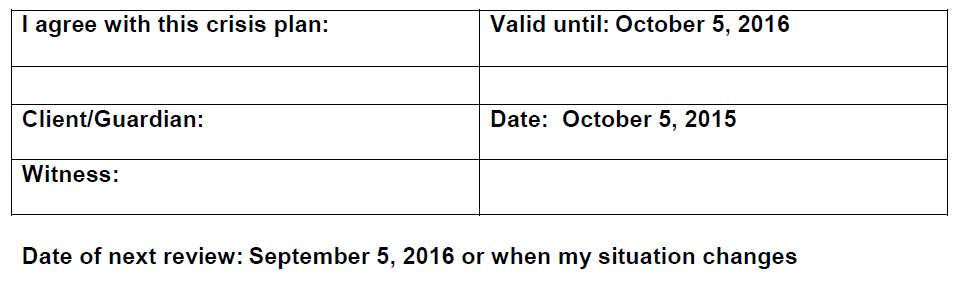 I agree with this crisis plan:
Valid until: October 5, 2016
Client/Guardian:
Date:  October 5, 2015
Witness:
Date of next review: September 5, 2016 or when my situation changes